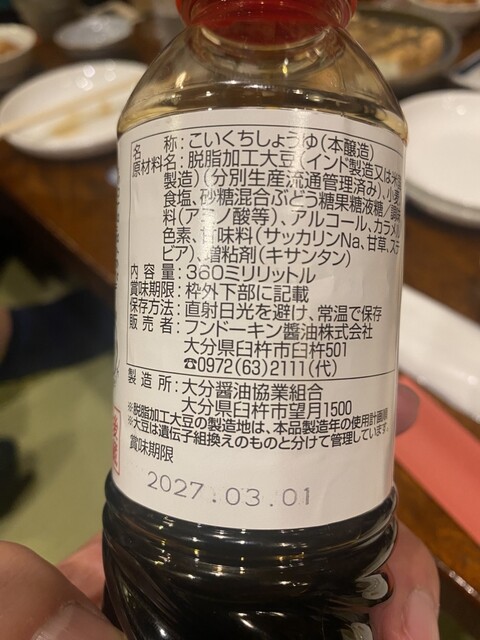 名称:こいくちしょうゆ(本醸造)
原材料名:脱脂加工大豆(インド製造又は米国
製造)(分別生産流通管理済み)、小麦、
食塩、砂糖混合ぶどう糖果糖液糖/調味
料(アミノ酸等)、アルコール、カラメル
色素、甘味料(サッカリンNa、甘草、ステ
ビア)、増粘剤(キサンタン)
内容量:360ミリリットル
賞味期限:枠外下部に記載
保存方法:直射日光を避け、常温で保存
販売者:フンドーキン醤油株式会社
大分県臼杵市臼杵501
☎0972(63)2111(代)
製造所:大分醤油協業組合
大分県臼杵市望月1500
※脱脂加工大豆の製造地は、本品製造年の使用計画順
※大豆は遺伝子組換えのものと分けて管理しています。
賞味期限
2027.03.01